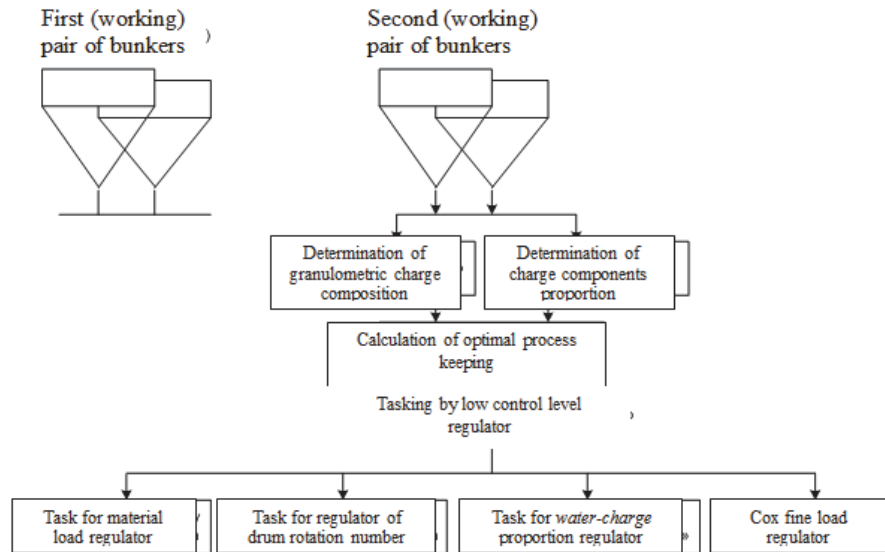 First (working)
pair of bunkers )
Second (working)
pair of bunkers
Determination of
granulometric charge
composition
Determination of
charge components
proportion
Calculation of optimal process
keeping
Tasking by low control level
regulator
Task for material
load regulator
Task for regulator of
drum rotation number
Task for water-charge
proportion regulator
»
Cox fine load
regulator